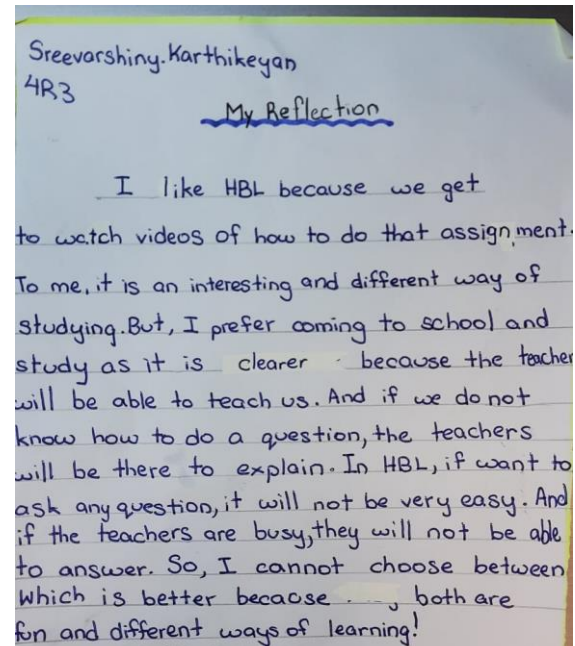 Sreevarshiny.Karthikeyan
4R3
My Reflection
I like HBL because we get
to watch videos of how to do that assignment.
To me, it is an interesting and different way of
studying. But, I prefer coming to school and
study as it is clearer because the teacher
will be able to teach us. And if we do not
know how to do a question, the teachers
will be there to explain. In HBL, if want to
ask any question, it will not be very easy. And
if the teachers are busy, they will not be able
to answer. So, I cannot choose between
which is better because , both are
fun and different ways of learning!